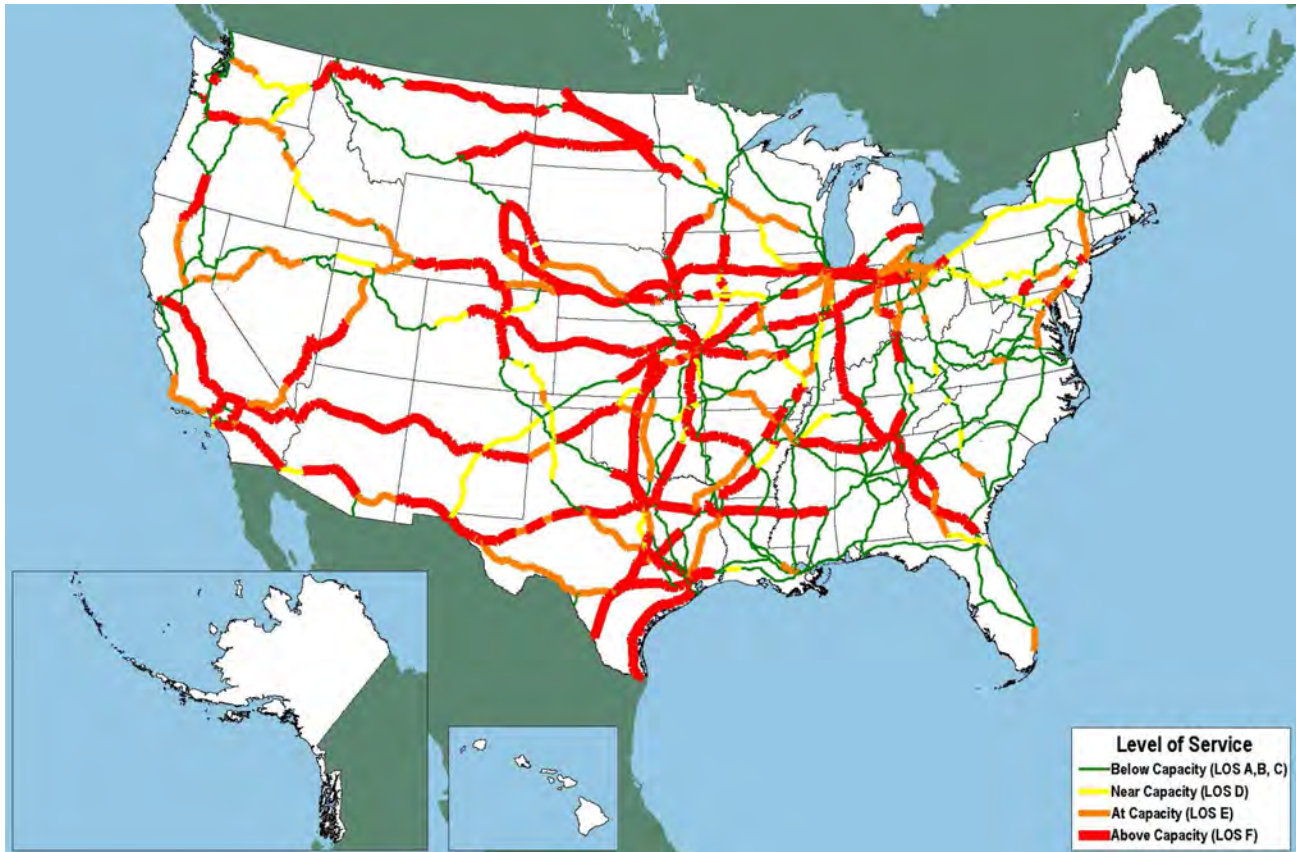 Level of Service
Below Capacity (LOS A,B, C)
Near Capacity (LOS D)
At Capacity (LOS E)
Above Capacity (LOS F)